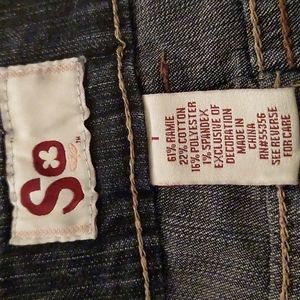 So
™
1
61% RAMIE
22% COTTON
16% POLYESTER
1% SPANDEX
EXCLUSIVE OF
DECORATION
MADE IN
CHINA
RN#55356
SEE REVERSE
FOR CARE